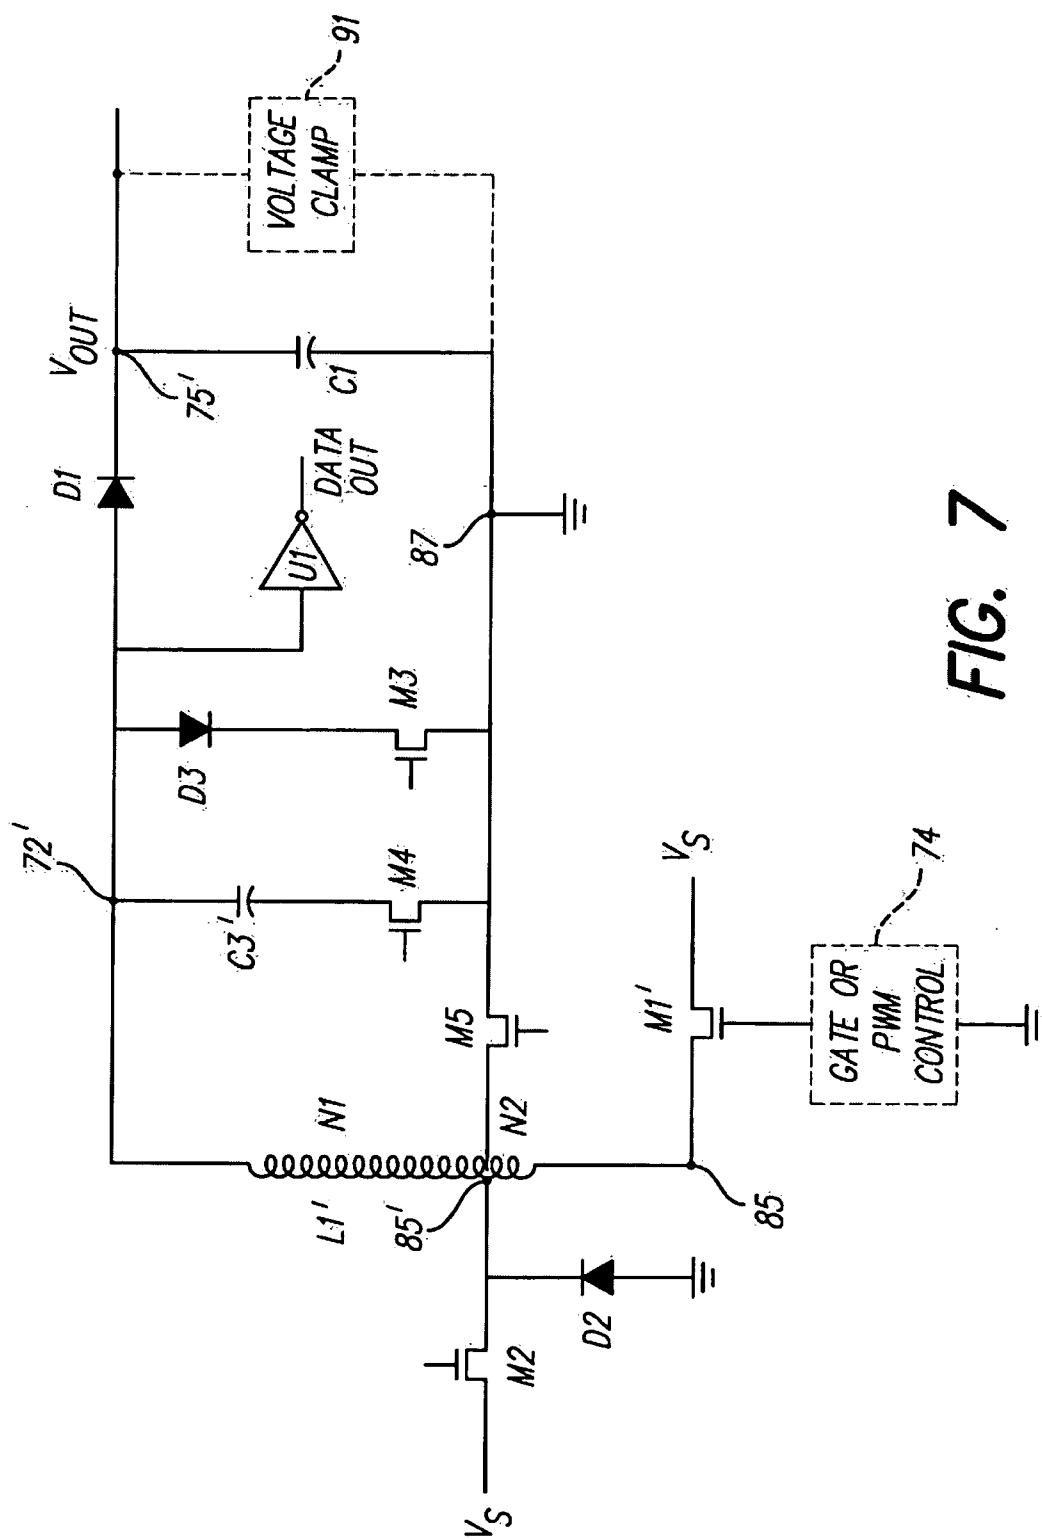 72'
V_OUT
D1
75'
91
VOLTAGE
CLAMP
D3
U1
DATA
OUT
C1
C3'
M4
M3
87
N1
L1'
M5
N2
85'
M2
V_S
D2
85
M1'
V_S
74
GATE OR
PWM
CONTROL
FIG. 7